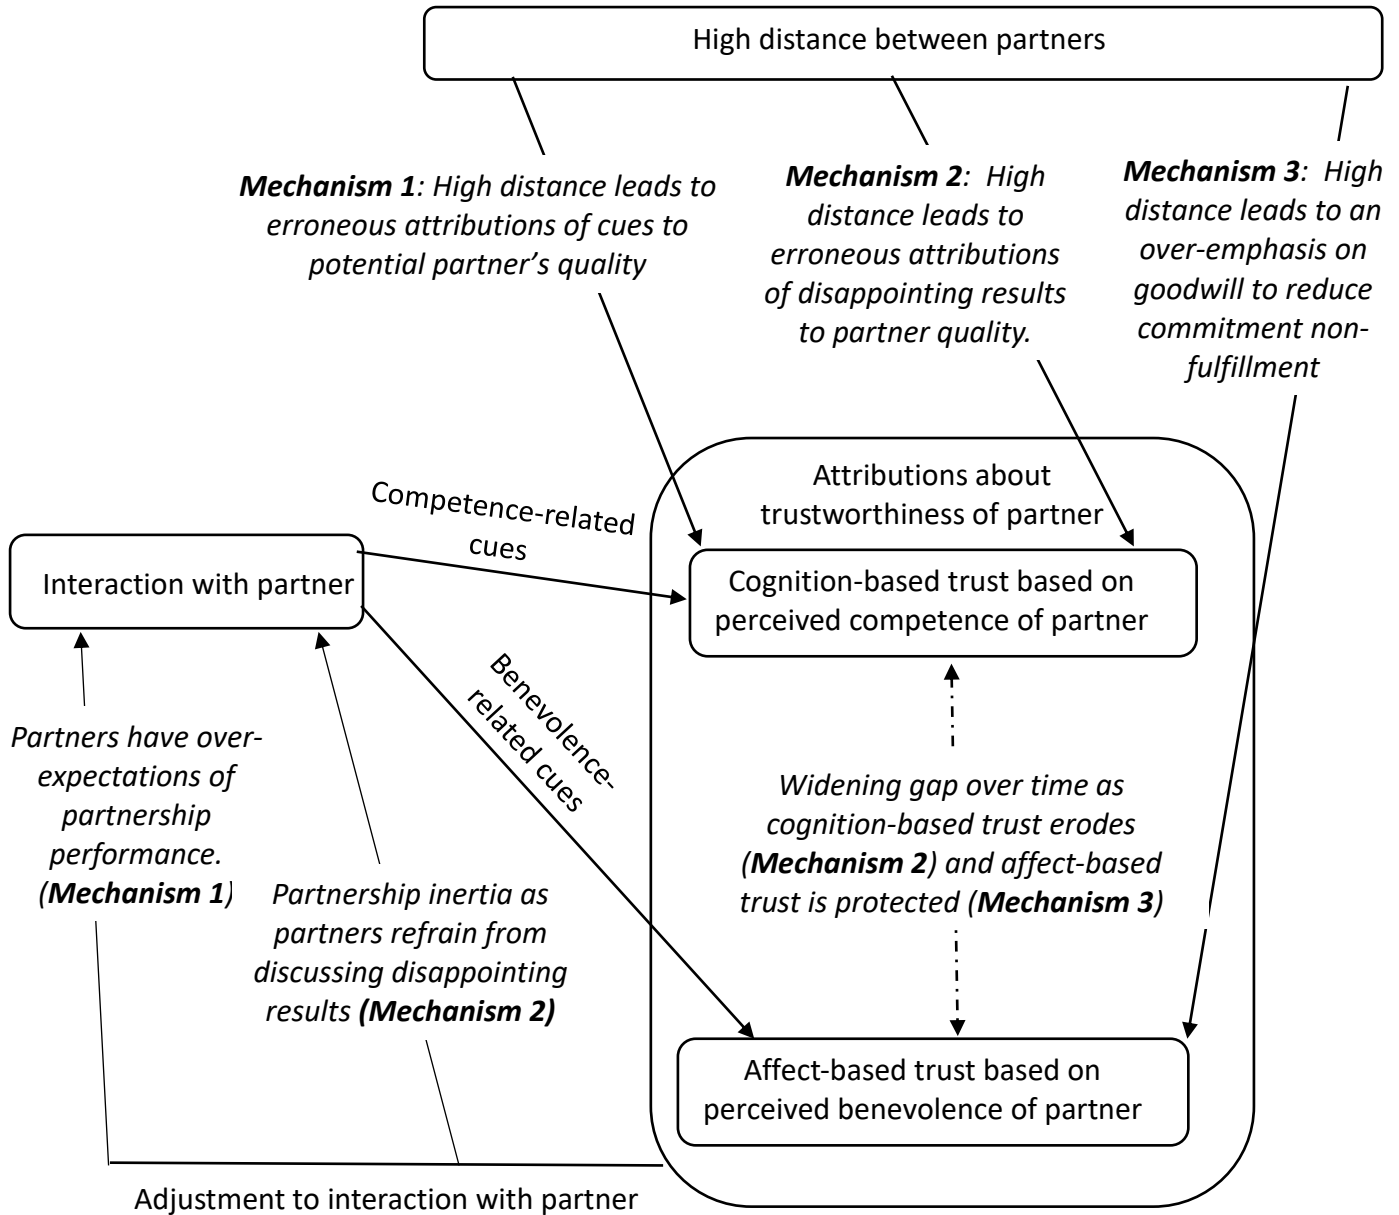 High distance between partners
Mechanism 1: High distance leads to
erroneous attributions of cues to
potential partner’s quality
Mechanism 2:  High
distance leads to
erroneous attributions
of disappointing results
to partner quality.
Mechanism 3:  High
distance leads to an
over-emphasis on
goodwill to reduce
commitment non-
fulfillment
Attributions about
trustworthiness of partner
Competence-related
cues
Interaction with partner
Cognition-based trust based on
perceived competence of partner
Benevolence-
related cues
Partners have over-
expectations of
partnership
performance.
(Mechanism 1)
Partnership inertia as
partners refrain from
discussing disappointing
results (Mechanism 2)
Widening gap over time as
cognition-based trust erodes
(Mechanism 2) and affect-based
trust is protected (Mechanism 3)
Affect-based trust based on
perceived benevolence of partner
Adjustment to interaction with partner